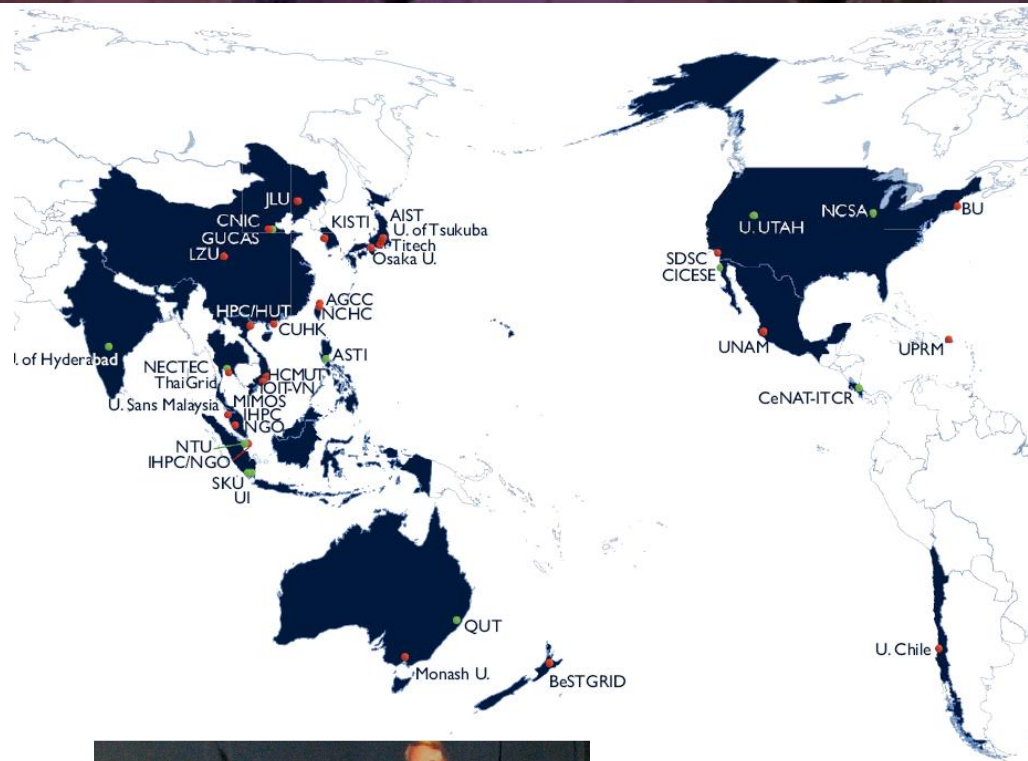 JLU
CNIC
GUCAS
LZU
KISTI
AIST
U. of Tsukuba
Titech
Osaka U.
AGCC
NCHC
HPC/HUT
CUHK
. of Hyderabad
NECTEC
ThaiGrid
ASTI
HCMUT
IOIT-VN
U. Sans Malaysia
MIMOS
IHPC
NGO
NTU
IHPC/NGO
SKU
UI
QUT
Monash U.
BeSTGRID
U. UTAH
NCSA
BU
SDSC
CICESE
UNAM
UPRM
CeNAT-ITCR
U. Chile